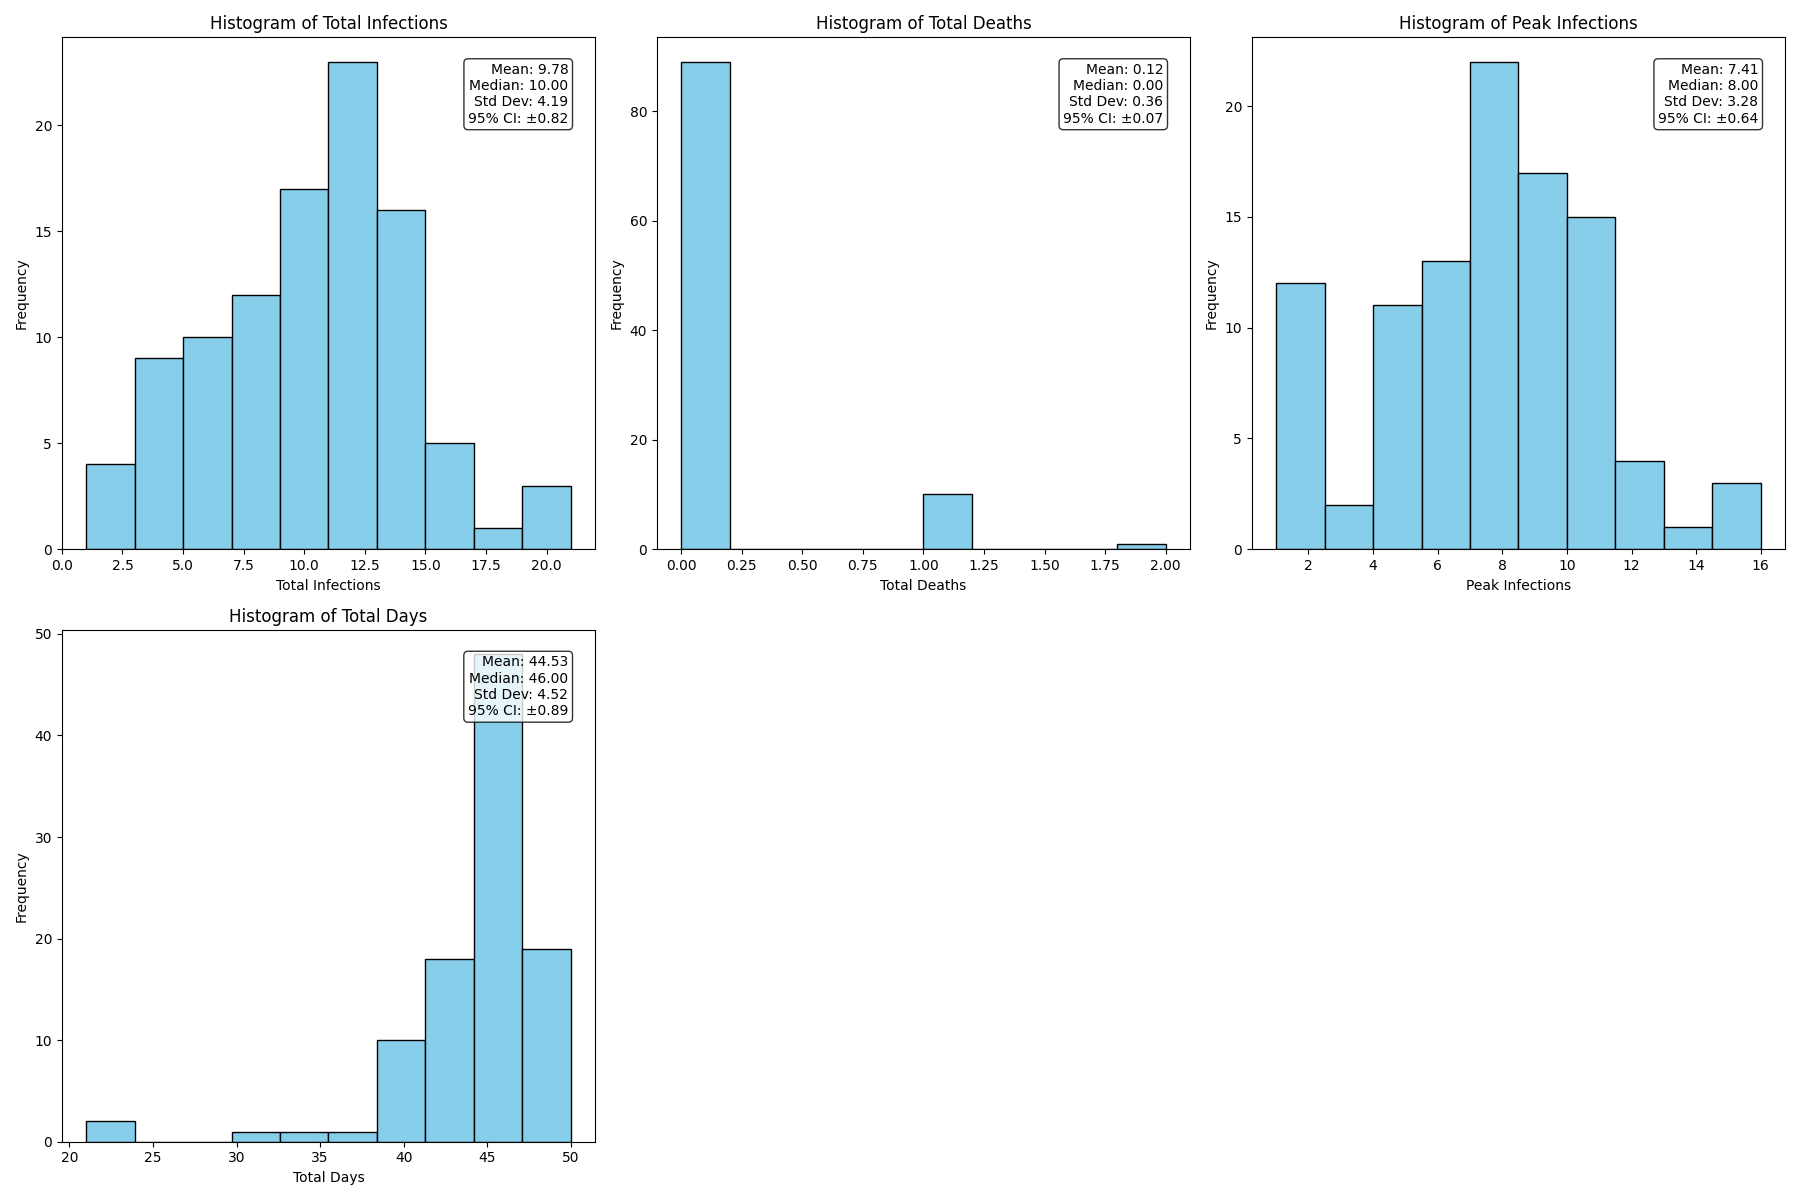 Histogram of Total Infections
Mean: 9.78
Median: 10.00
Std Dev: 4.19
95% CI: ±0.82
Frequency
20
15
10
5
0
0.0 2.5 5.0 7.5 10.0 12.5 15.0 17.5 20.0
Total Infections
Histogram of Total Deaths
Mean: 0.12
Median: 0.00
Std Dev: 0.36
95% CI: ±0.07
Frequency
80
60
40
20
0
0.00 0.25 0.50 0.75 1.00 1.25 1.50 1.75 2.00
Total Deaths
Histogram of Peak Infections
Mean: 7.41
Median: 8.00
Std Dev: 3.28
95% CI: ±0.64
Frequency
20
15
10
5
0
2 4 6 8 10 12 14 16
Peak Infections
Histogram of Total Days
Mean: 44.53
Median: 46.00
Std Dev: 4.52
95% CI: ±0.89
Frequency
50
40
30
20
10
0
20 25 30 35 40 45 50
Total Days